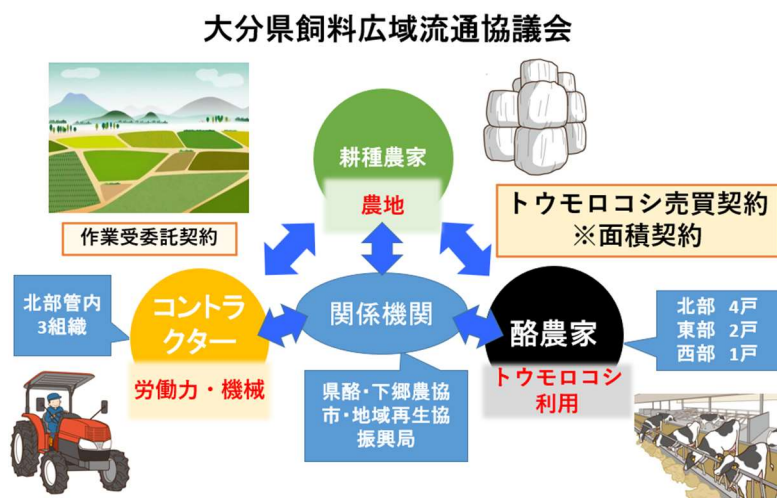 大分県飼料広域流通協議会
耕種農家
農地
作業受委託契約
トウモロコシ売買契約
※面積契約
北部管内
3組織
コントラ
クター
労働力・機械
関係機関
県酪・下郷農協
市・地域再生協
振興局
酪農家
トウモロコシ
利用
北部 4戸
東部 2戸
西部 1戸